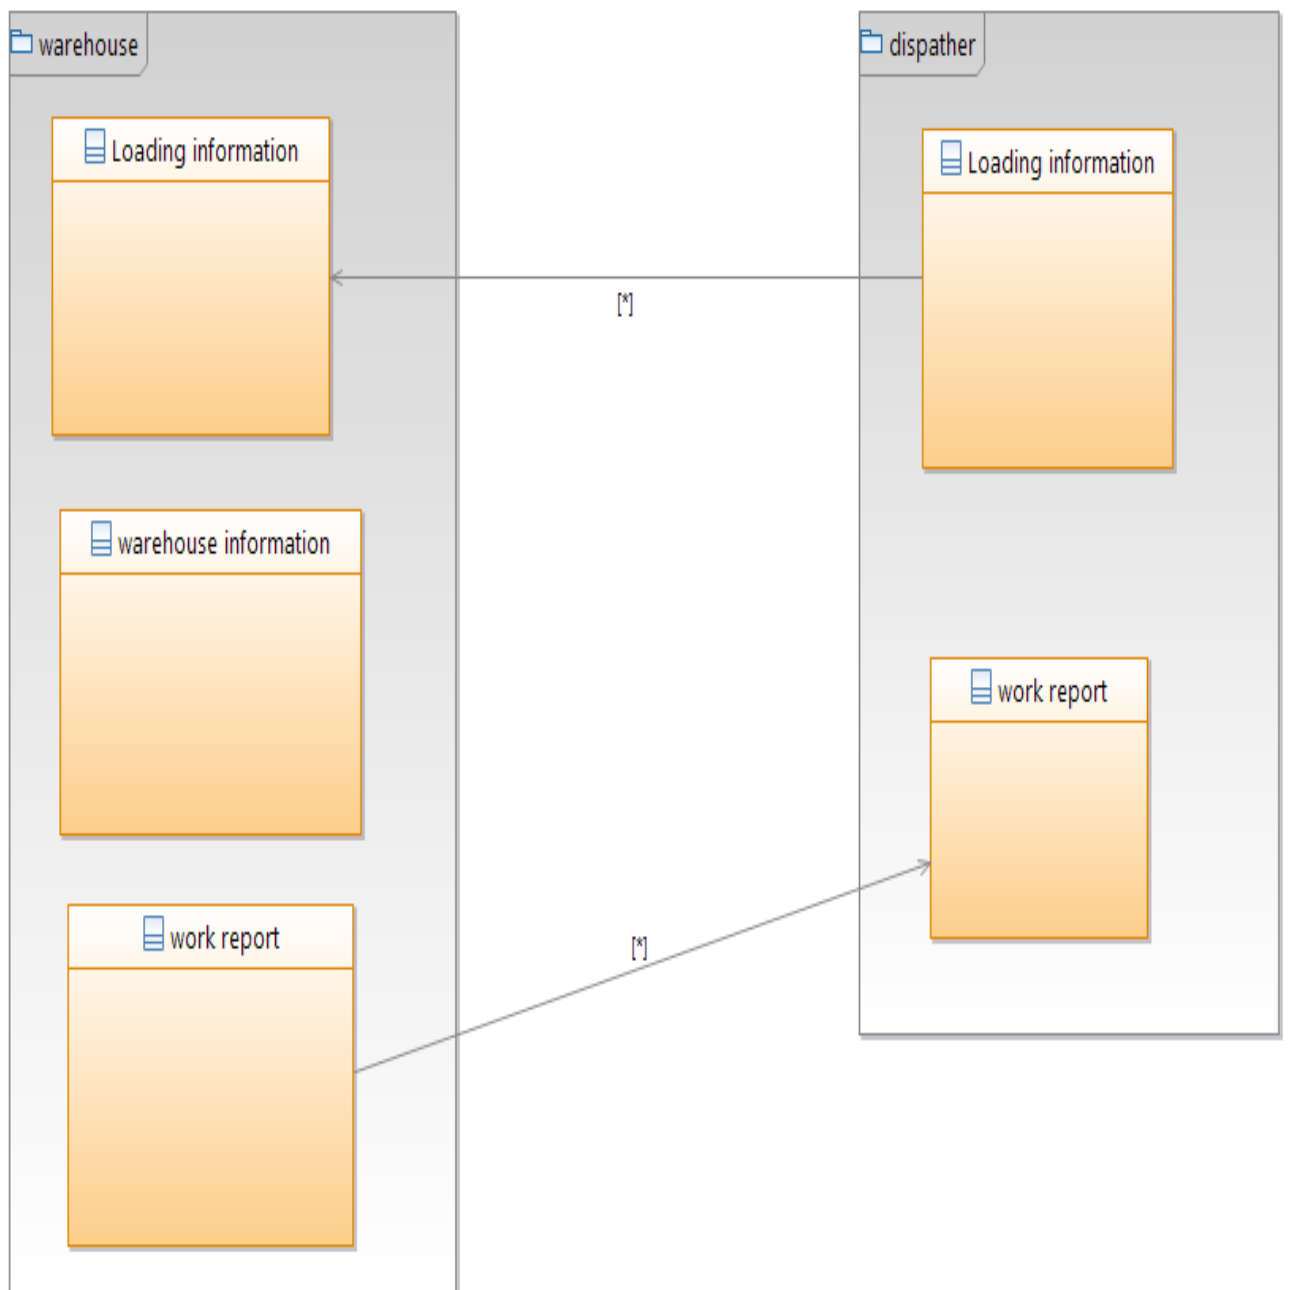 warehouse
Loading information
warehouse information
work report
[*]
[*]
dispather
Loading information
work report